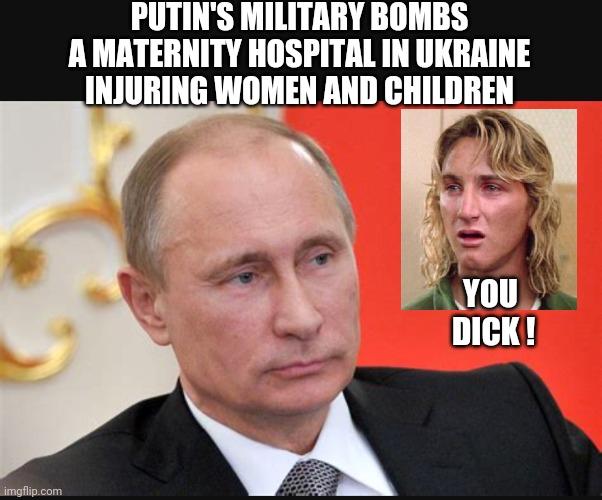 PUTIN'S MILITARY BOMBS
A MATERNITY HOSPITAL IN UKRAINE
INJURING WOMEN AND CHILDREN
YOU
DICK !
imgflip.com